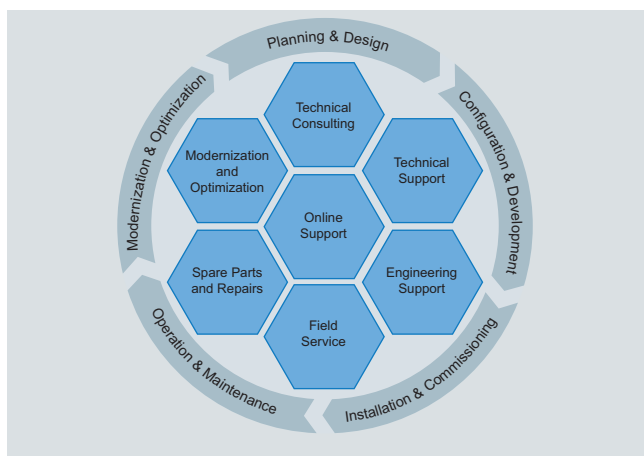 Planning & Design
Configuration & Development
Installation & Commissioning
Operation & Maintenance
Modernization & Optimization
Technical
Consulting
Modernization
and
Optimization
Technical
Support
Online
Support
Spare Parts
and Repairs
Engineering
Support
Field
Service